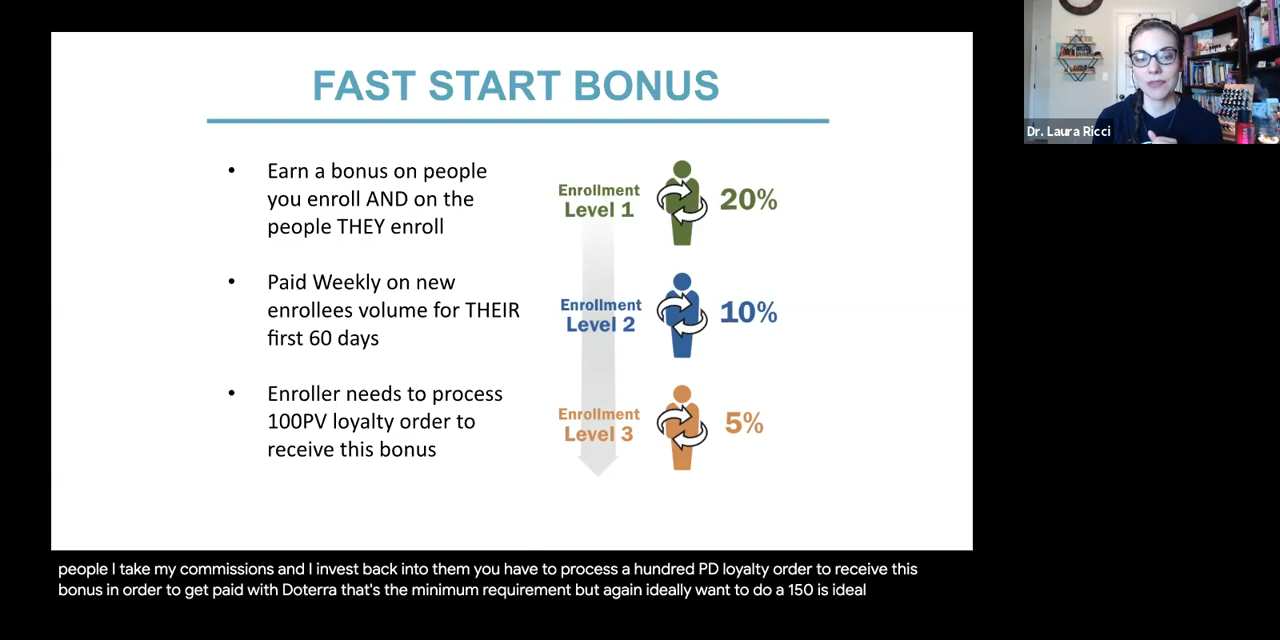 FAST START BONUS
• Earn a bonus on people
you enroll AND on the
people THEY enroll
• Paid Weekly on new
enrollees volume for THEIR
first 60 days
• Enroller needs to process
100PV loyalty order to
receive this bonus
Enrollment
Level 1
20%
Enrollment
Level 2
10%
Enrollment
Level 3
5%
Dr. Laura Ricci
people I take my commissions and I invest back into them you have to process a hundred PD loyalty order to receive this
bonus in order to get paid with Doterra that's the minimum requirement but again ideally want to do a 150 is ideal